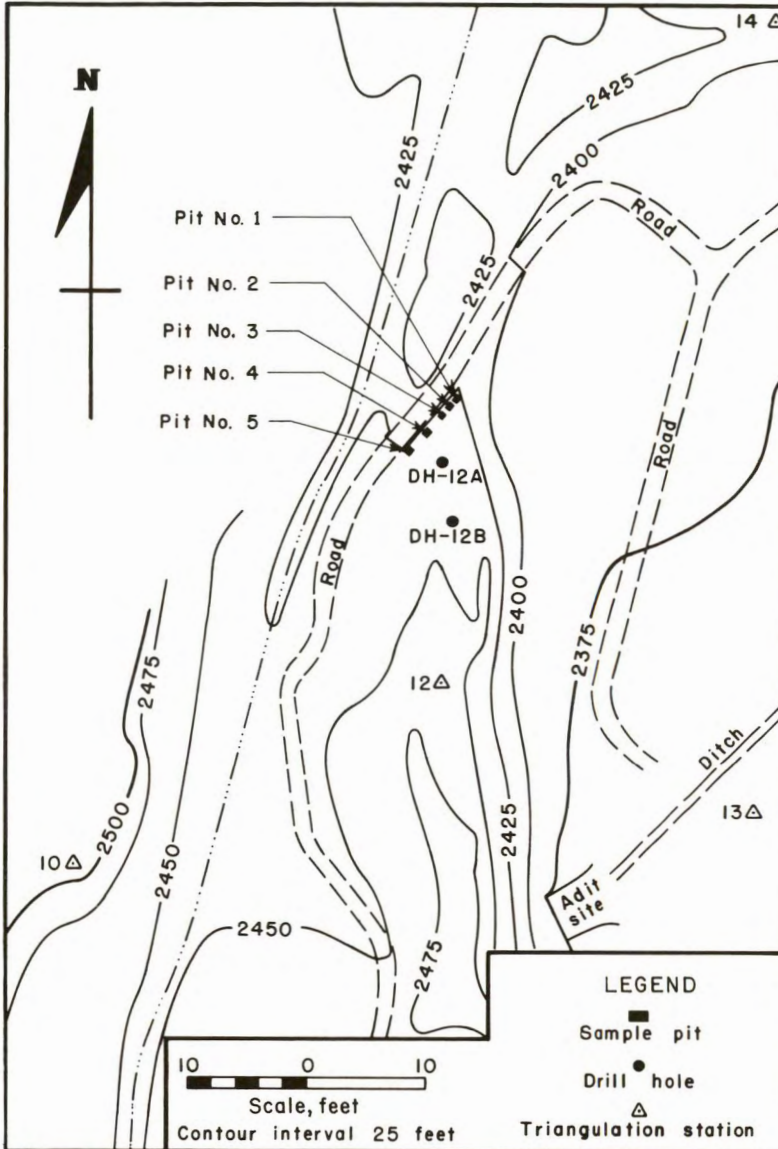 14
2425
N
2425
2400
Road
Pit No. 1
2425
Pit No. 2
Pit No. 3
Pit No. 4
Pit No. 5
Road
DH-12A
DH-12B
Road
2400
2375
2475
12
Ditch
2500
13
10
2425
2450
Adit
site
2450
2475
LEGEND
Sample pit
Drill hole
Triangulation station
10 0 10
Scale, feet
Contour interval 25 feet